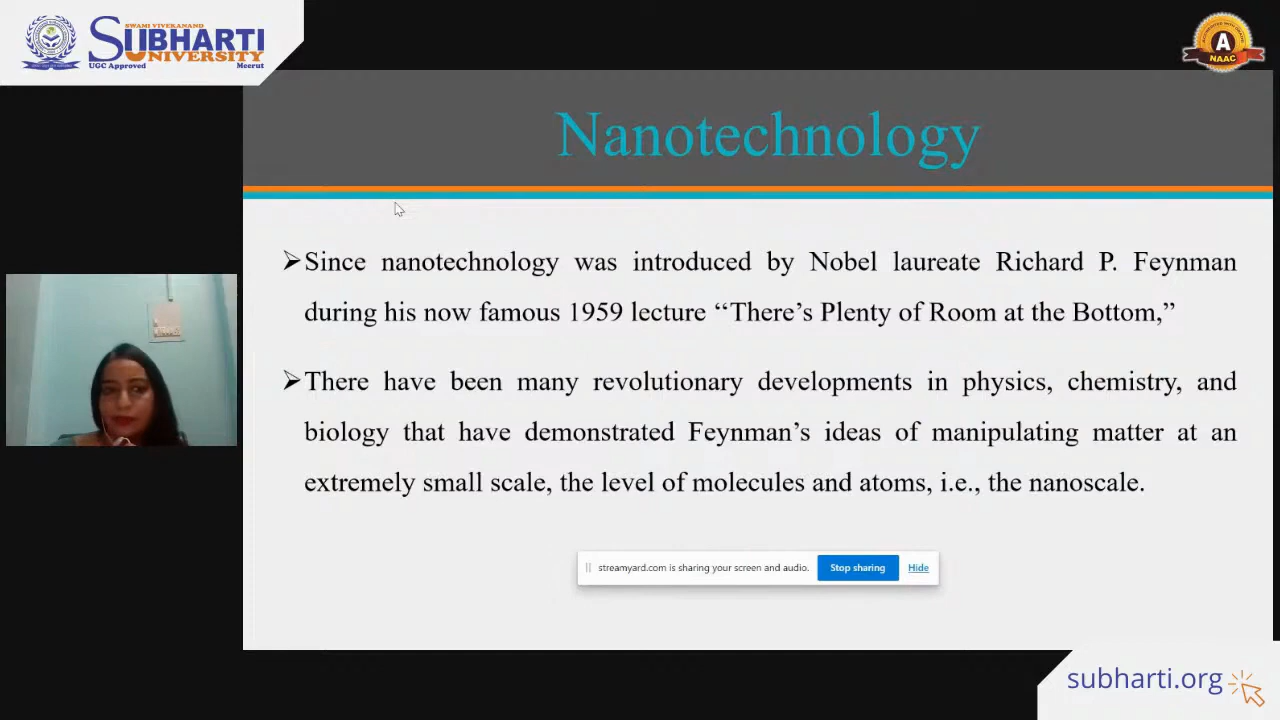 SWAMI VIVEKANAND
SUBHARTI
UNIVERSITY
UGC Approved Meerut
A
NAAC
Nanotechnology
➢Since nanotechnology was introduced by Nobel laureate Richard P. Feynman
during his now famous 1959 lecture ‘‘There’s Plenty of Room at the Bottom,”
➢There have been many revolutionary developments in physics, chemistry, and
biology that have demonstrated Feynman’s ideas of manipulating matter at an
extremely small scale, the level of molecules and atoms, i.e., the nanoscale.
streamyard.com is sharing your screen and audio. Stop sharing Hide
subharti.org